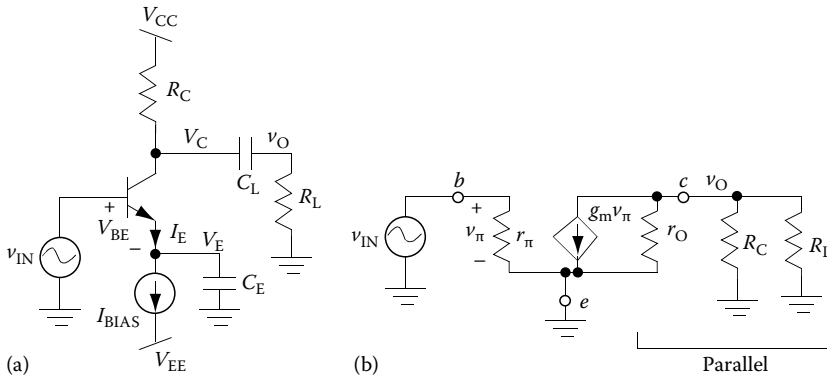 V_CC
R_C
V_C
v_O
C_L
R_L
+
V_BE
I_E
−
V_E
v_IN
C_E
I_BIAS
V_EE
(a)
b
c
v_O
+
g_m v_π
v_IN
v_π
r_π
r_O
R_C
R_L
−
e
(b)
Parallel